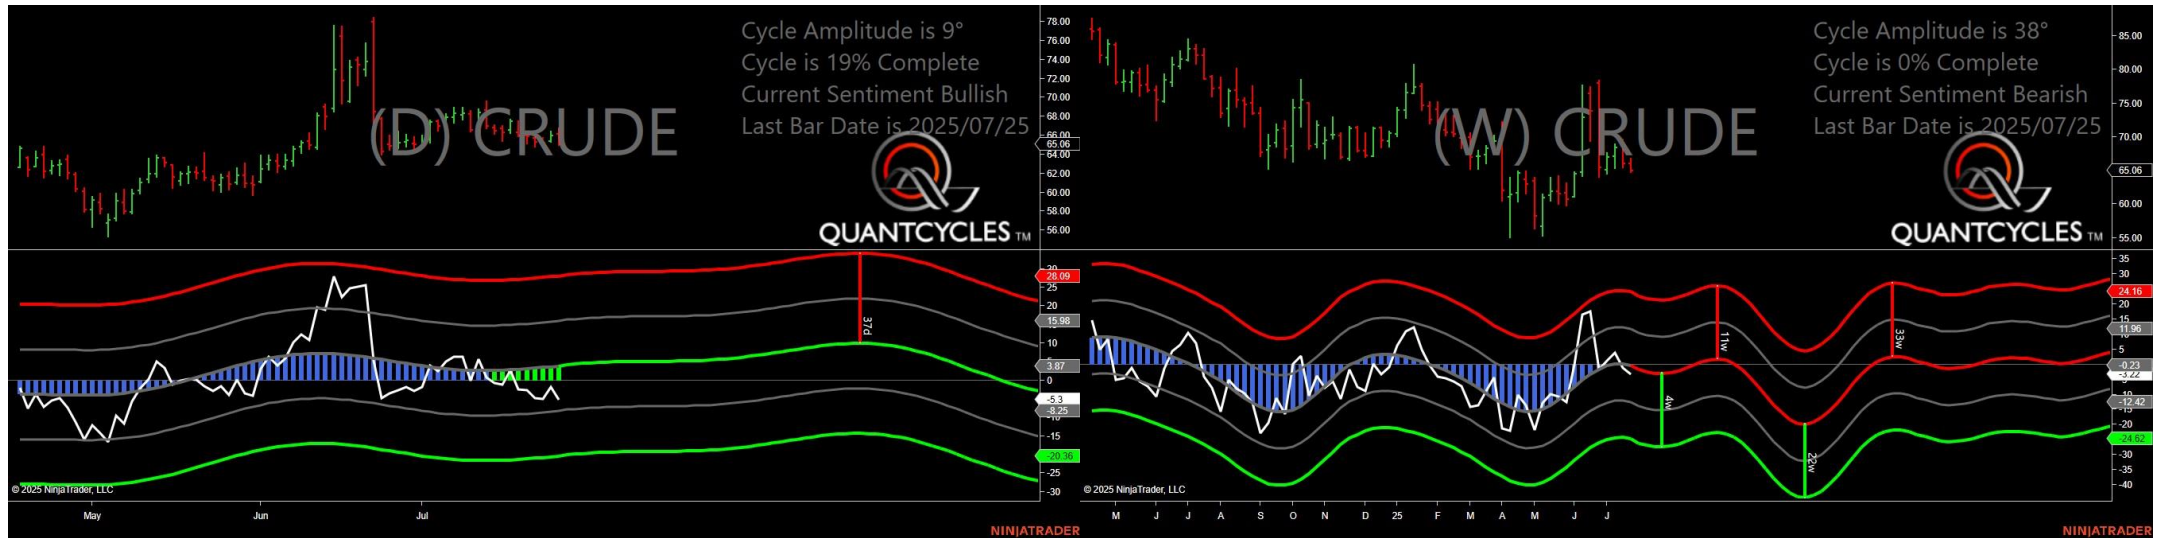 Cycle Amplitude is 9°
Cycle is 19% Complete
Current Sentiment Bullish
Last Bar Date is 2025/07/25
(D) CRUDE
QUANTCYCLES TM
78.00
76.00
74.00
72.00
70.00
68.00
66.00
65.06
64.00
62.00
60.00
58.00
56.00
30
28.09
25
15.98
10
5
3.87
0
-5.3
-8.25
-15
-20.36
-25
-30
37d
© 2025 NinjaTrader, LLC
May
Jun
Jul
NINJATRADER
Cycle Amplitude is 38°
Cycle is 0% Complete
Current Sentiment Bearish
Last Bar Date is 2025/07/25
(W) CRUDE
QUANTCYCLES TM
85.00
80.00
75.00
70.00
65.06
60.00
55.00
35
30
24.16
20
15
11.96
5
-0.23
-3.22
-12.42
-15
-20
-24.62
-30
-35
-40
4w
11w
22w
33w
© 2025 NinjaTrader, LLC
M
J
J
A
S
O
N
D
25
F
M
A
M
J
J
NINJATRADER